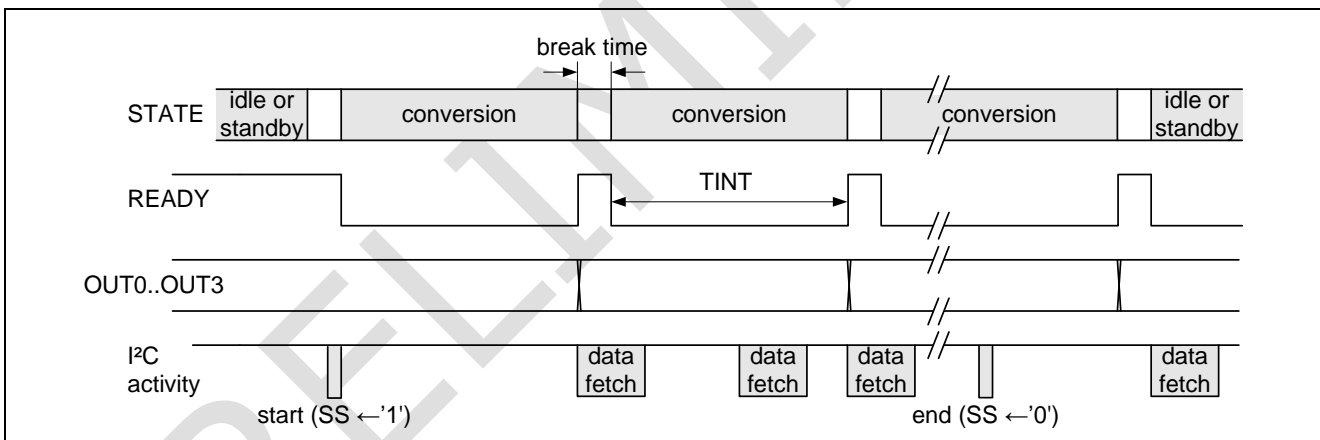 break time
STATE
idle or
standby
conversion
conversion
conversion
idle or
standby
READY
TINT
OUT0..OUT3
I²C
activity
data
fetch
data
fetch
data
fetch
data
fetch
start (SS ←'1')
end (SS ←'0')
PRELIMI